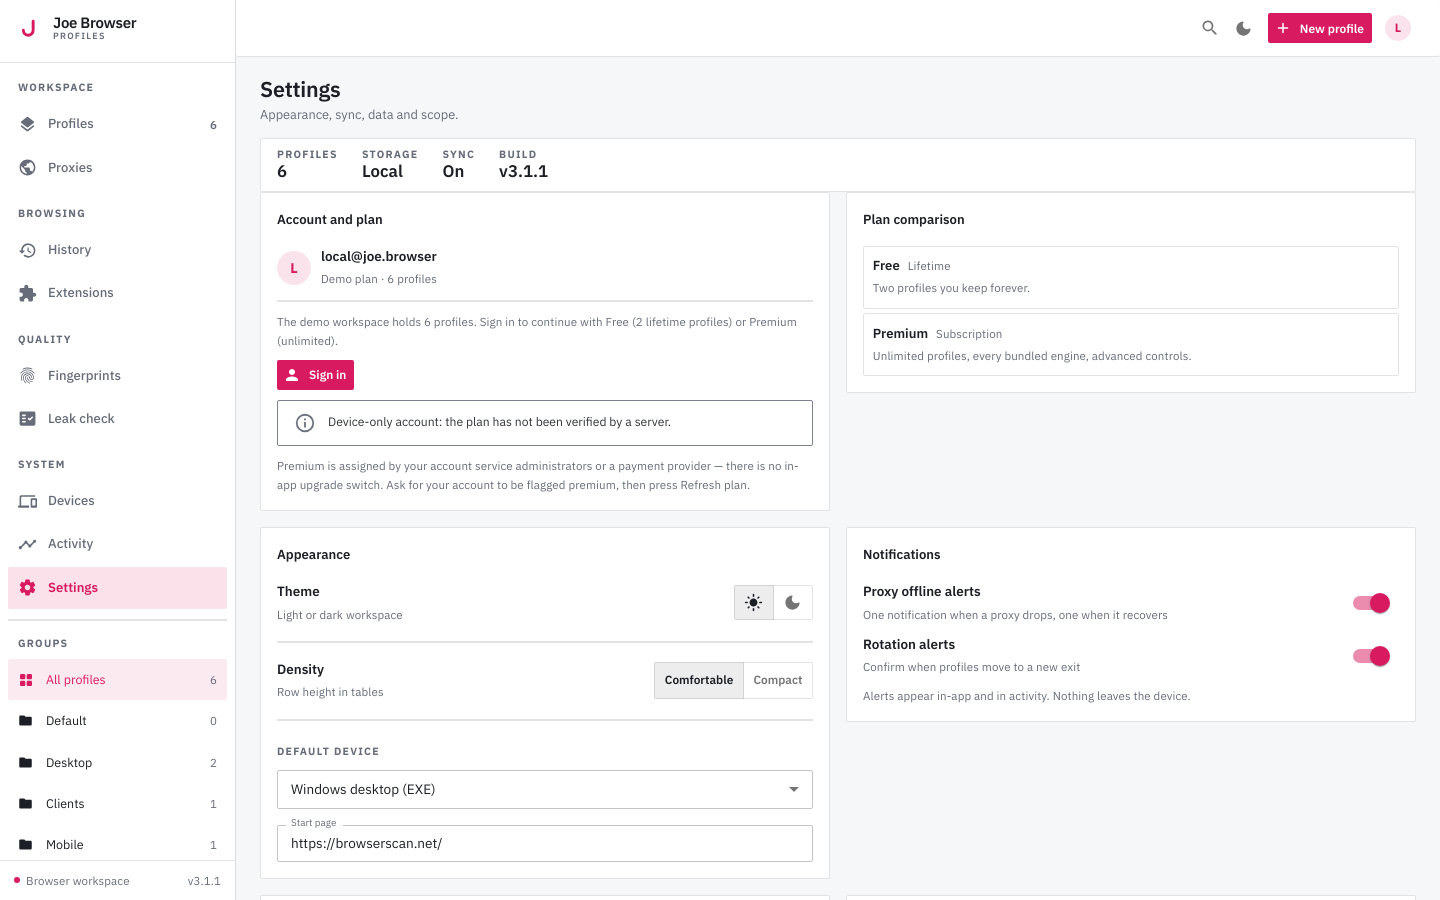 Joe Browser
PROFILES
New profile
L
WORKSPACE
Profiles 6
Proxies
BROWSING
History
Extensions
QUALITY
Fingerprints
Leak check
SYSTEM
Devices
Activity
Settings
GROUPS
All profiles 6
Default 0
Desktop 2
Clients 1
Mobile 1
Browser workspace v3.1.1
Settings
Appearance, sync, data and scope.
PROFILES STORAGE SYNC BUILD
6 Local On v3.1.1
Account and plan
L
local@joe.browser
Demo plan · 6 profiles
The demo workspace holds 6 profiles. Sign in to continue with Free (2 lifetime profiles) or Premium
(unlimited).
Sign in
Device-only account: the plan has not been verified by a server.
Premium is assigned by your account service administrators or a payment provider — there is no in-
app upgrade switch. Ask for your account to be flagged premium, then press Refresh plan.
Plan comparison
Free Lifetime
Two profiles you keep forever.
Premium Subscription
Unlimited profiles, every bundled engine, advanced controls.
Appearance
Theme
Light or dark workspace
Density
Row height in tables
Comfortable Compact
DEFAULT DEVICE
Windows desktop (EXE)
Start page
https://browserscan.net/
Notifications
Proxy offline alerts
One notification when a proxy drops, one when it recovers
Rotation alerts
Confirm when profiles move to a new exit
Alerts appear in-app and in activity. Nothing leaves the device.